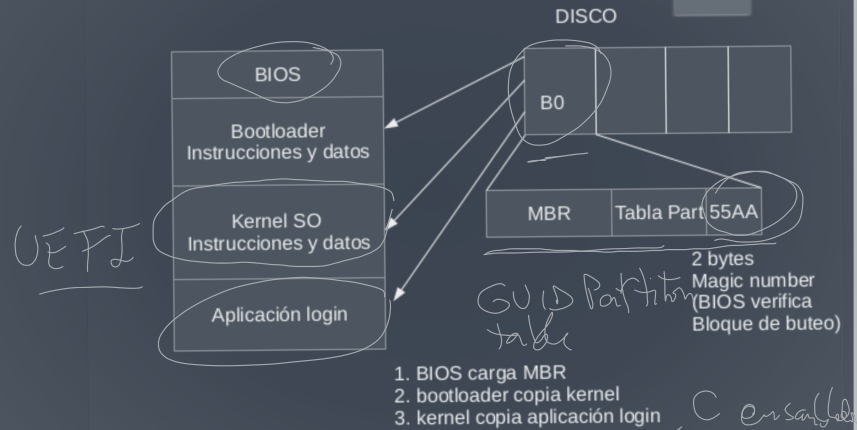 DISCO
BIOS
B0
Bootloader
Instrucciones y datos
Kernel SO
Instrucciones y datos
UEFI
MBR
Tabla Part
55AA
2 bytes
Magic number
(BIOS verifica
Bloque de buteo)
GUID Partition
table
Aplicación login
1. BIOS carga MBR
2. bootloader copia kernel
3. kernel copia aplicación login
C